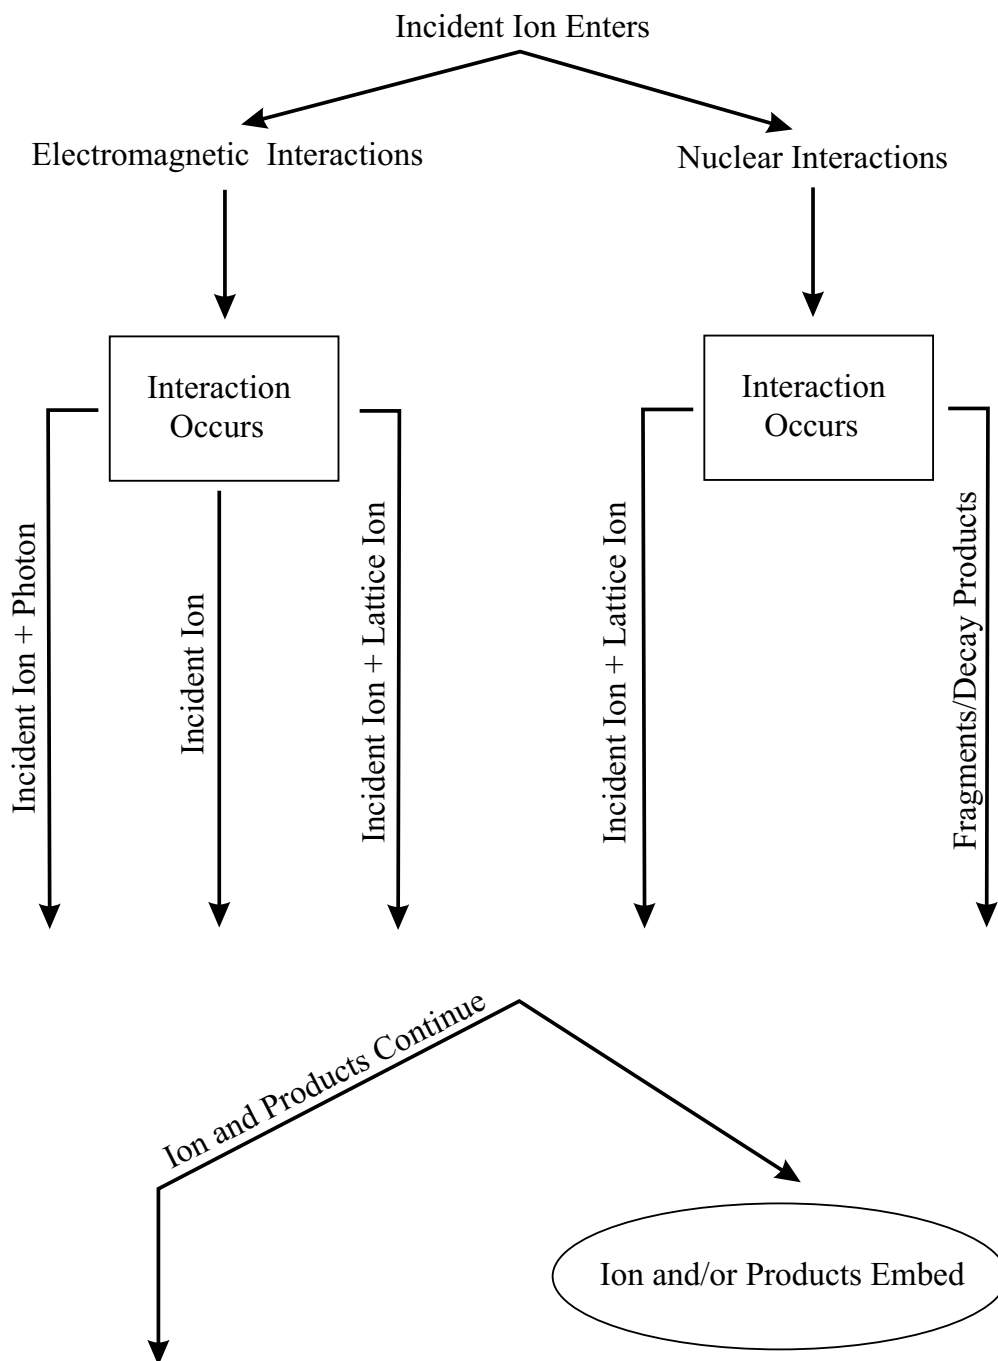 Incident Ion Enters
Electromagnetic Interactions
Nuclear Interactions
Interaction
Occurs
Interaction
Occurs
Incident Ion + Photon
Incident Ion
Incident Ion + Lattice Ion
Incident Ion + Lattice Ion
Fragments/Decay Products
Ion and Products Continue
Ion and/or Products Embed